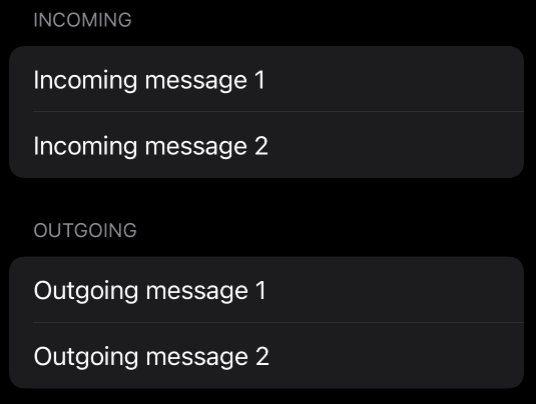 INCOMING
Incoming message 1
Incoming message 2
OUTGOING
Outgoing message 1
Outgoing message 2